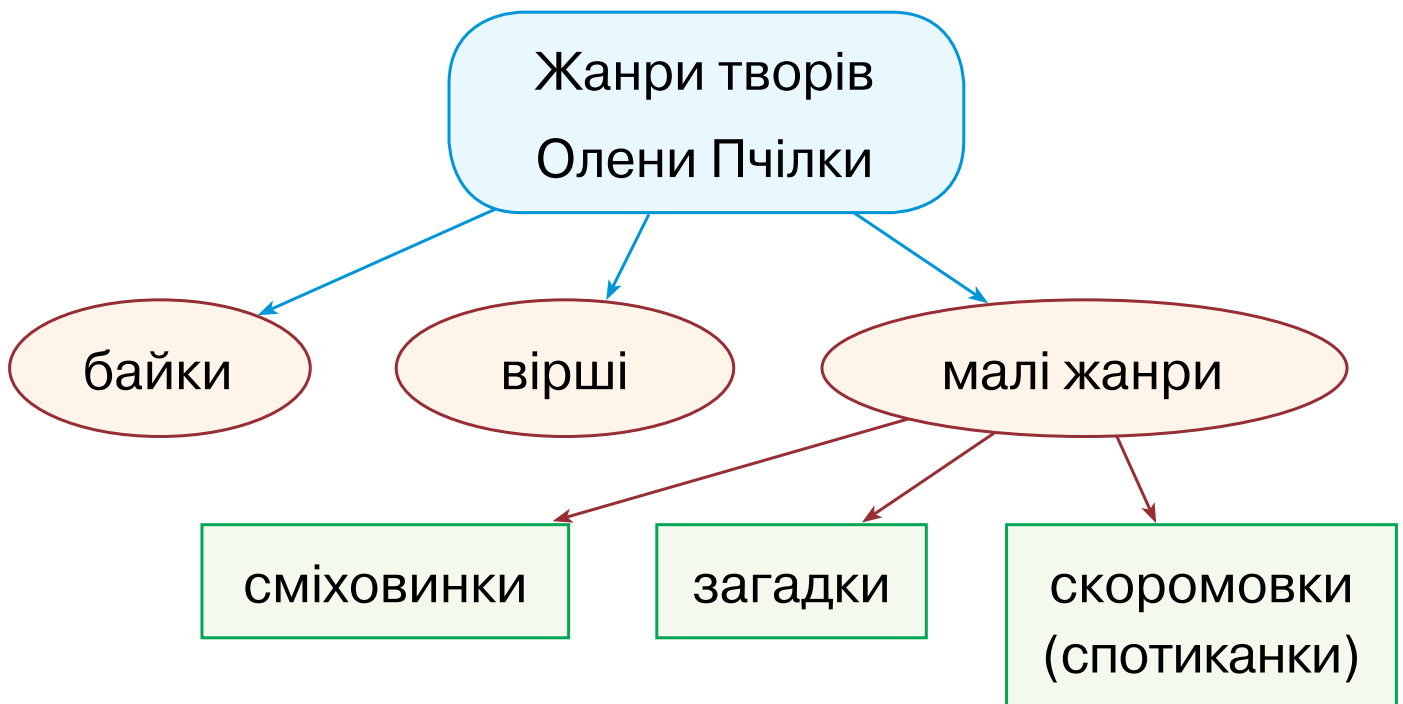 Жанри творів
Олени Пчілки
байки
вірші
малі жанри
сміховинки
загадки
скоромовки
(спотиканки)